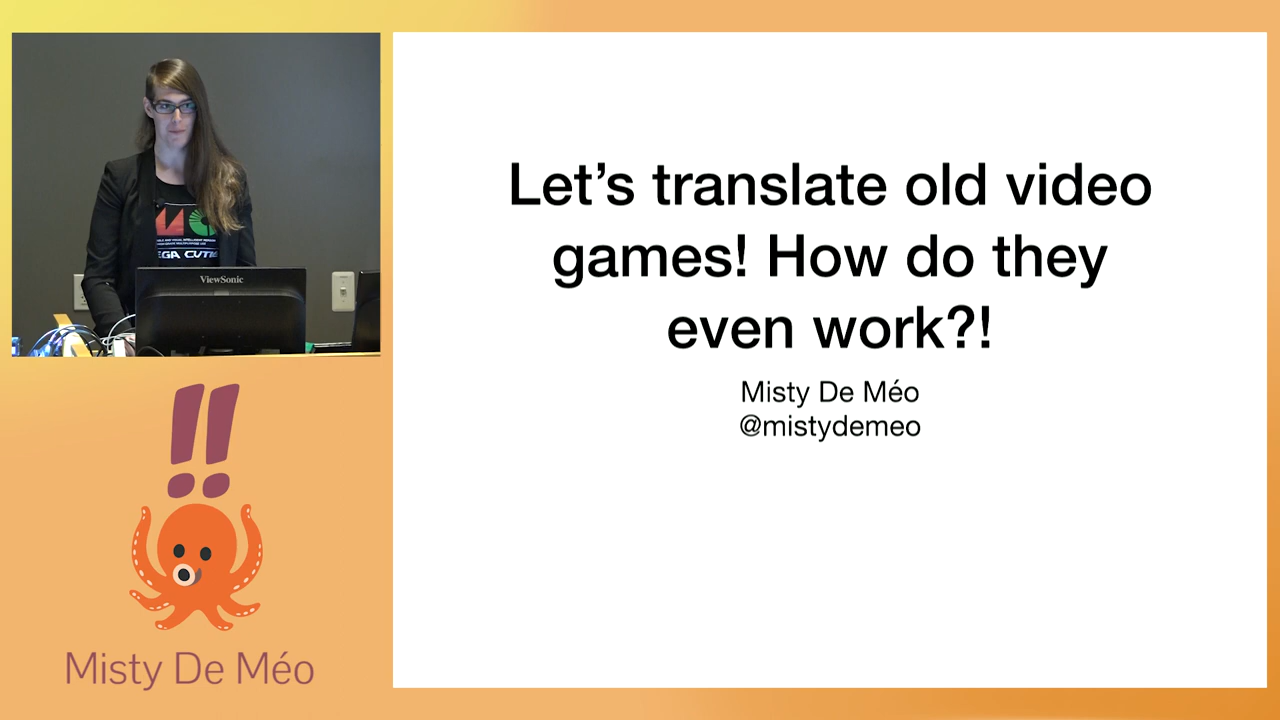 ViewSonic
!!
Misty De Méo
Let's translate old video
games! How do they
even work?!
Misty De Méo
@mistydemeo